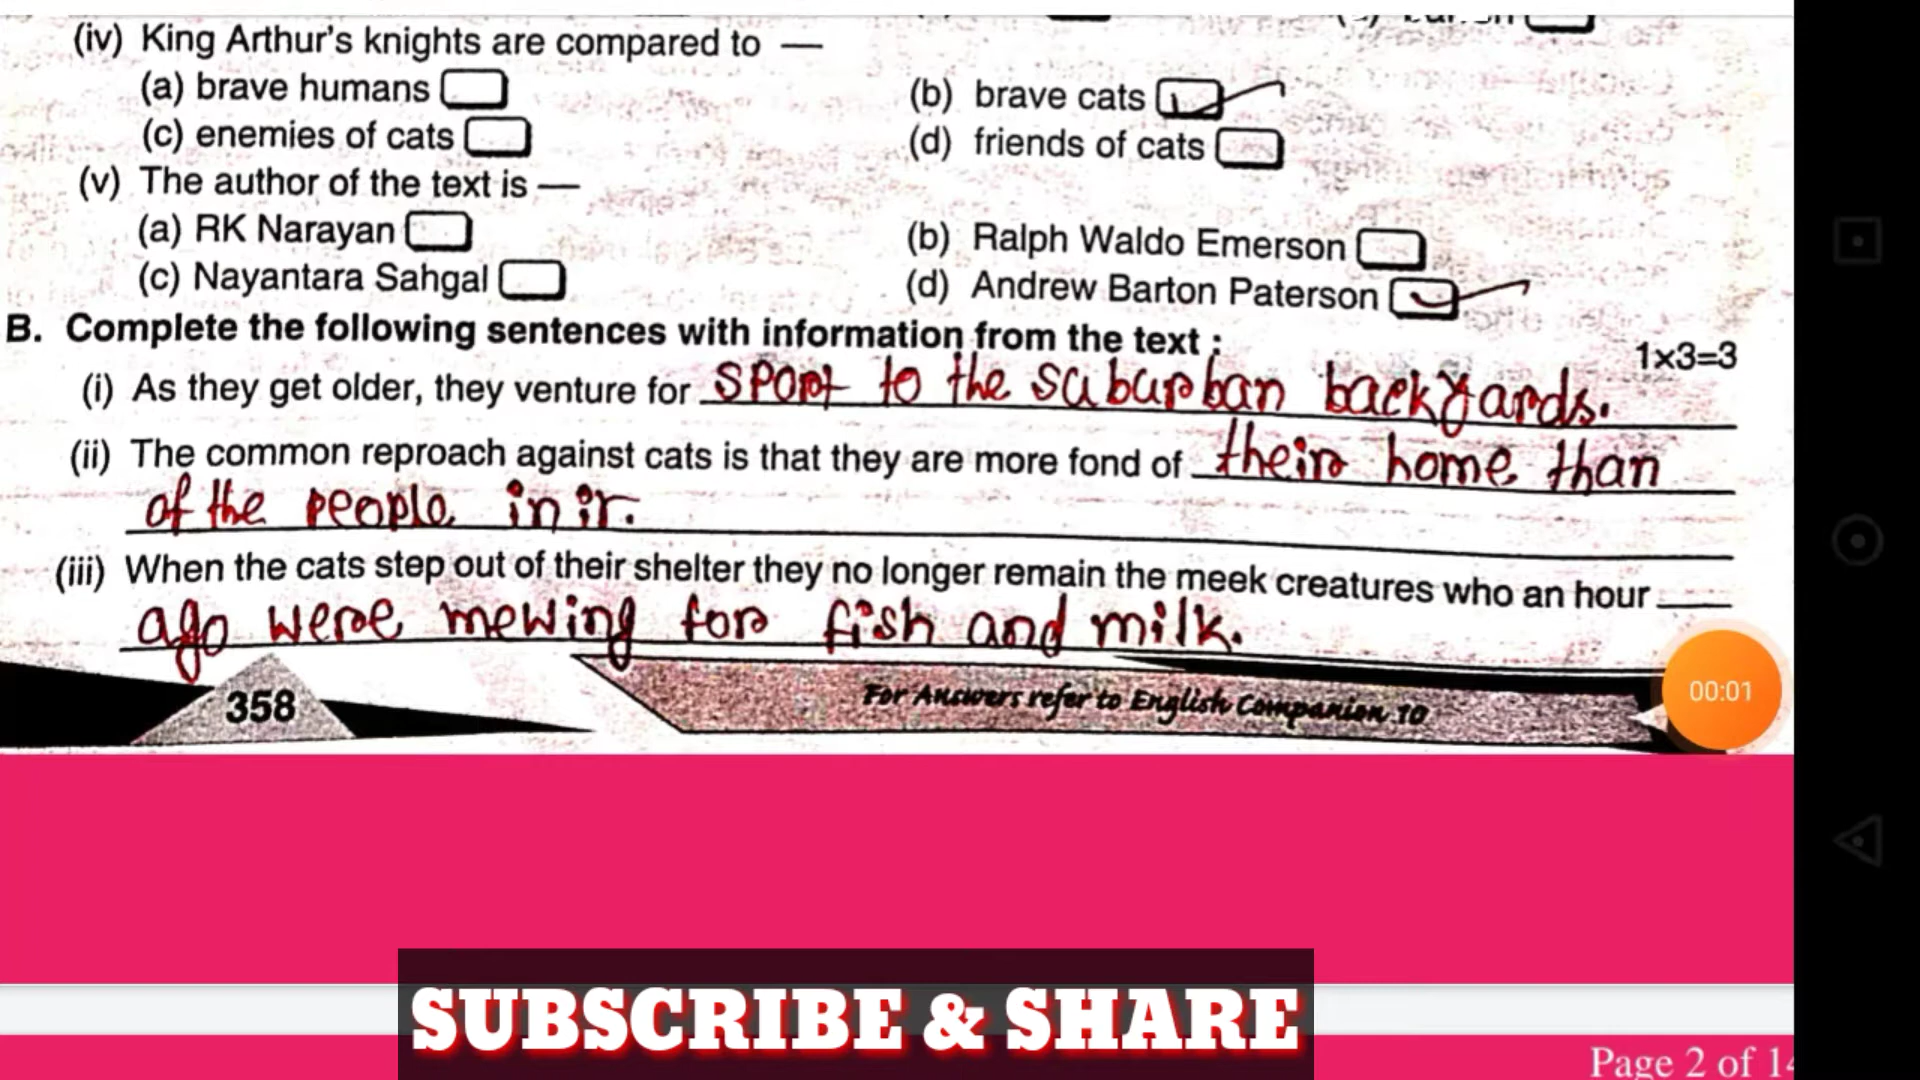 (iv) King Arthur's knights are compared to —
(a) brave humans
(b) brave cats
(c) enemies of cats
(d) friends of cats
(v) The author of the text is —
(a) RK Narayan
(b) Ralph Waldo Emerson
(c) Nayantara Sahgal
(d) Andrew Barton Paterson
B. Complete the following sentences with information from the text : 1x3=3
(i) As they get older, they venture for sport to the suburban backyards.
(ii) The common reproach against cats is that they are more fond of their home than
of the people in it.
(iii) When the cats step out of their shelter they no longer remain the meek creatures who an hour
ago were mewing for fish and milk.
358
For Answers refer to English Companion 10
00:01
SUBSCRIBE & SHARE
Page 2 of 14